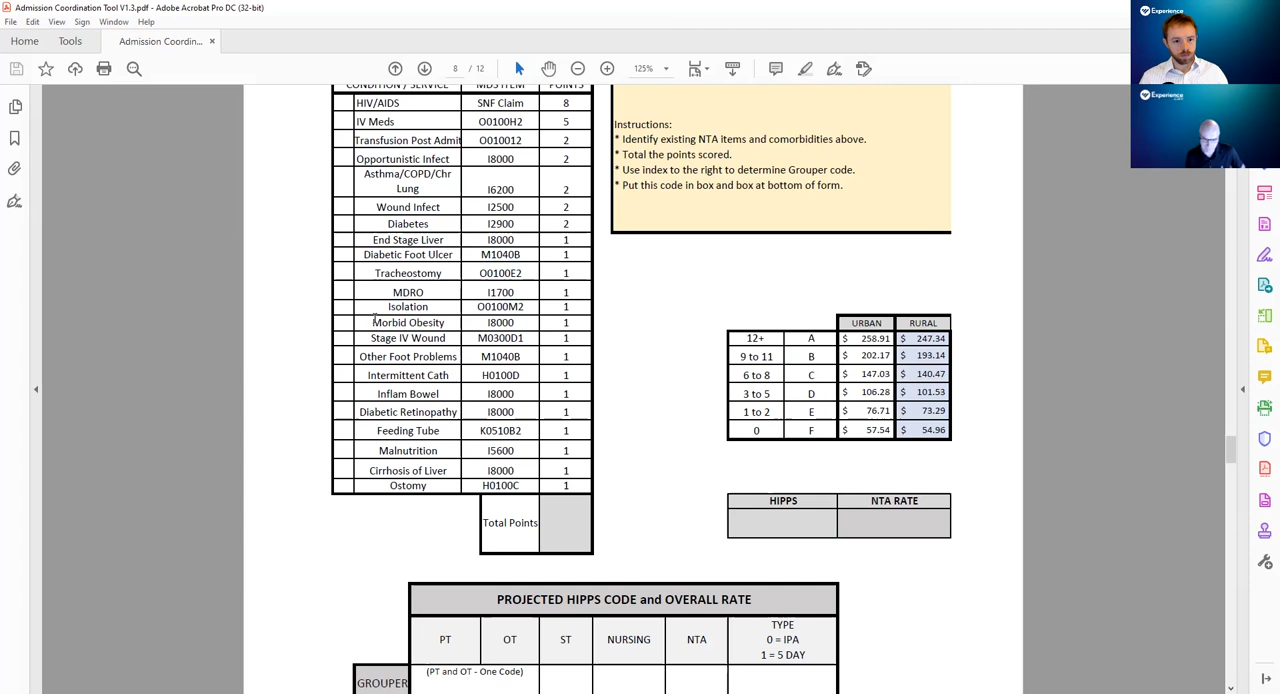 Admission Coordination Tool V1.3.pdf - Adobe Acrobat Pro DC (32-bit)
File Edit View Sign Window Help
Home Tools Admission Coordin... ×
8 / 12 125%
Experience
Experience
CONDITION / SERVICE MDS ITEM POINTS
HIV/AIDS SNF Claim 8
IV Meds O0100H2 5
Transfusion Post Admit O010012 2
Opportunistic Infect I8000 2
Asthma/COPD/Chr
Lung I6200 2
Wound Infect I2500 2
Diabetes I2900 2
End Stage Liver I8000 1
Diabetic Foot Ulcer M1040B 1
Tracheostomy O0100E2 1
MDRO I1700 1
Isolation O0100M2 1
Morbid Obesity I8000 1
Stage IV Wound M0300D1 1
Other Foot Problems M1040B 1
Intermittent Cath H0100D 1
Inflam Bowel I8000 1
Diabetic Retinopathy I8000 1
Feeding Tube K0510B2 1
Malnutrition I5600 1
Cirrhosis of Liver I8000 1
Ostomy H0100C 1
Total Points
Instructions:
* Identify existing NTA items and comorbidities above.
* Total the points scored.
* Use index to the right to determine Grouper code.
* Put this code in box and box at bottom of form.
URBAN RURAL
12+ A $ 258.91 $ 247.34
9 to 11 B $ 202.17 $ 193.14
6 to 8 C $ 147.03 $ 140.47
3 to 5 D $ 106.28 $ 101.53
1 to 2 E $ 76.71 $ 73.29
0 F $ 57.54 $ 54.96
HIPPS NTA RATE
PROJECTED HIPPS CODE and OVERALL RATE
PT OT ST NURSING NTA TYPE
0 = IPA
1 = 5 DAY
(PT and OT - One Code)
GROUPER